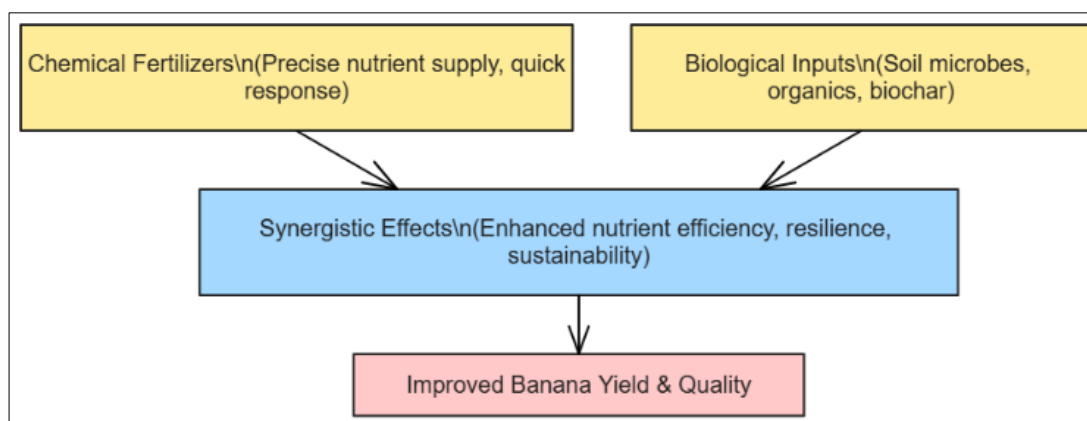 Chemical Fertilizers\n(Precise nutrient supply, quick
response)
Biological Inputs\n(Soil microbes,
organics, biochar)
Synergistic Effects\n(Enhanced nutrient efficiency, resilience,
sustainability)
Improved Banana Yield & Quality